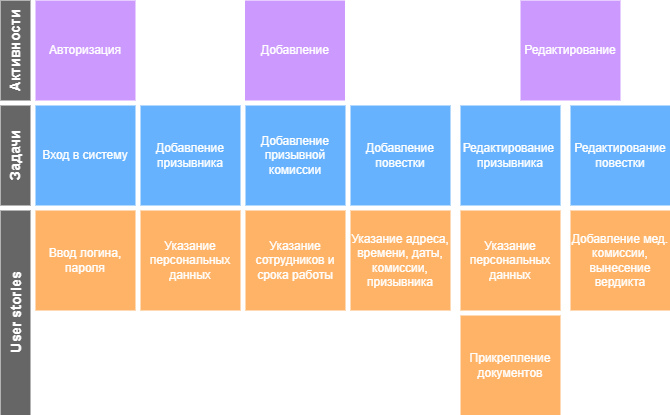 Активности
Авторизация
Добавление
Редактирование
Задачи
Вход в систему
Добавление
призывника
Добавление
призывной
комиссии
Добавление
повестки
Редактирование
призывника
Редактирование
повестки
User stories
Ввод логина,
пароля
Указание
персональных
данных
Указание
сотрудников и
срока работы
Указание адреса,
времени, даты,
комиссии,
призывника
Указание
персональных
данных
Добавление мед.
комиссии,
вынесение
вердикта
Прикрепление
документов